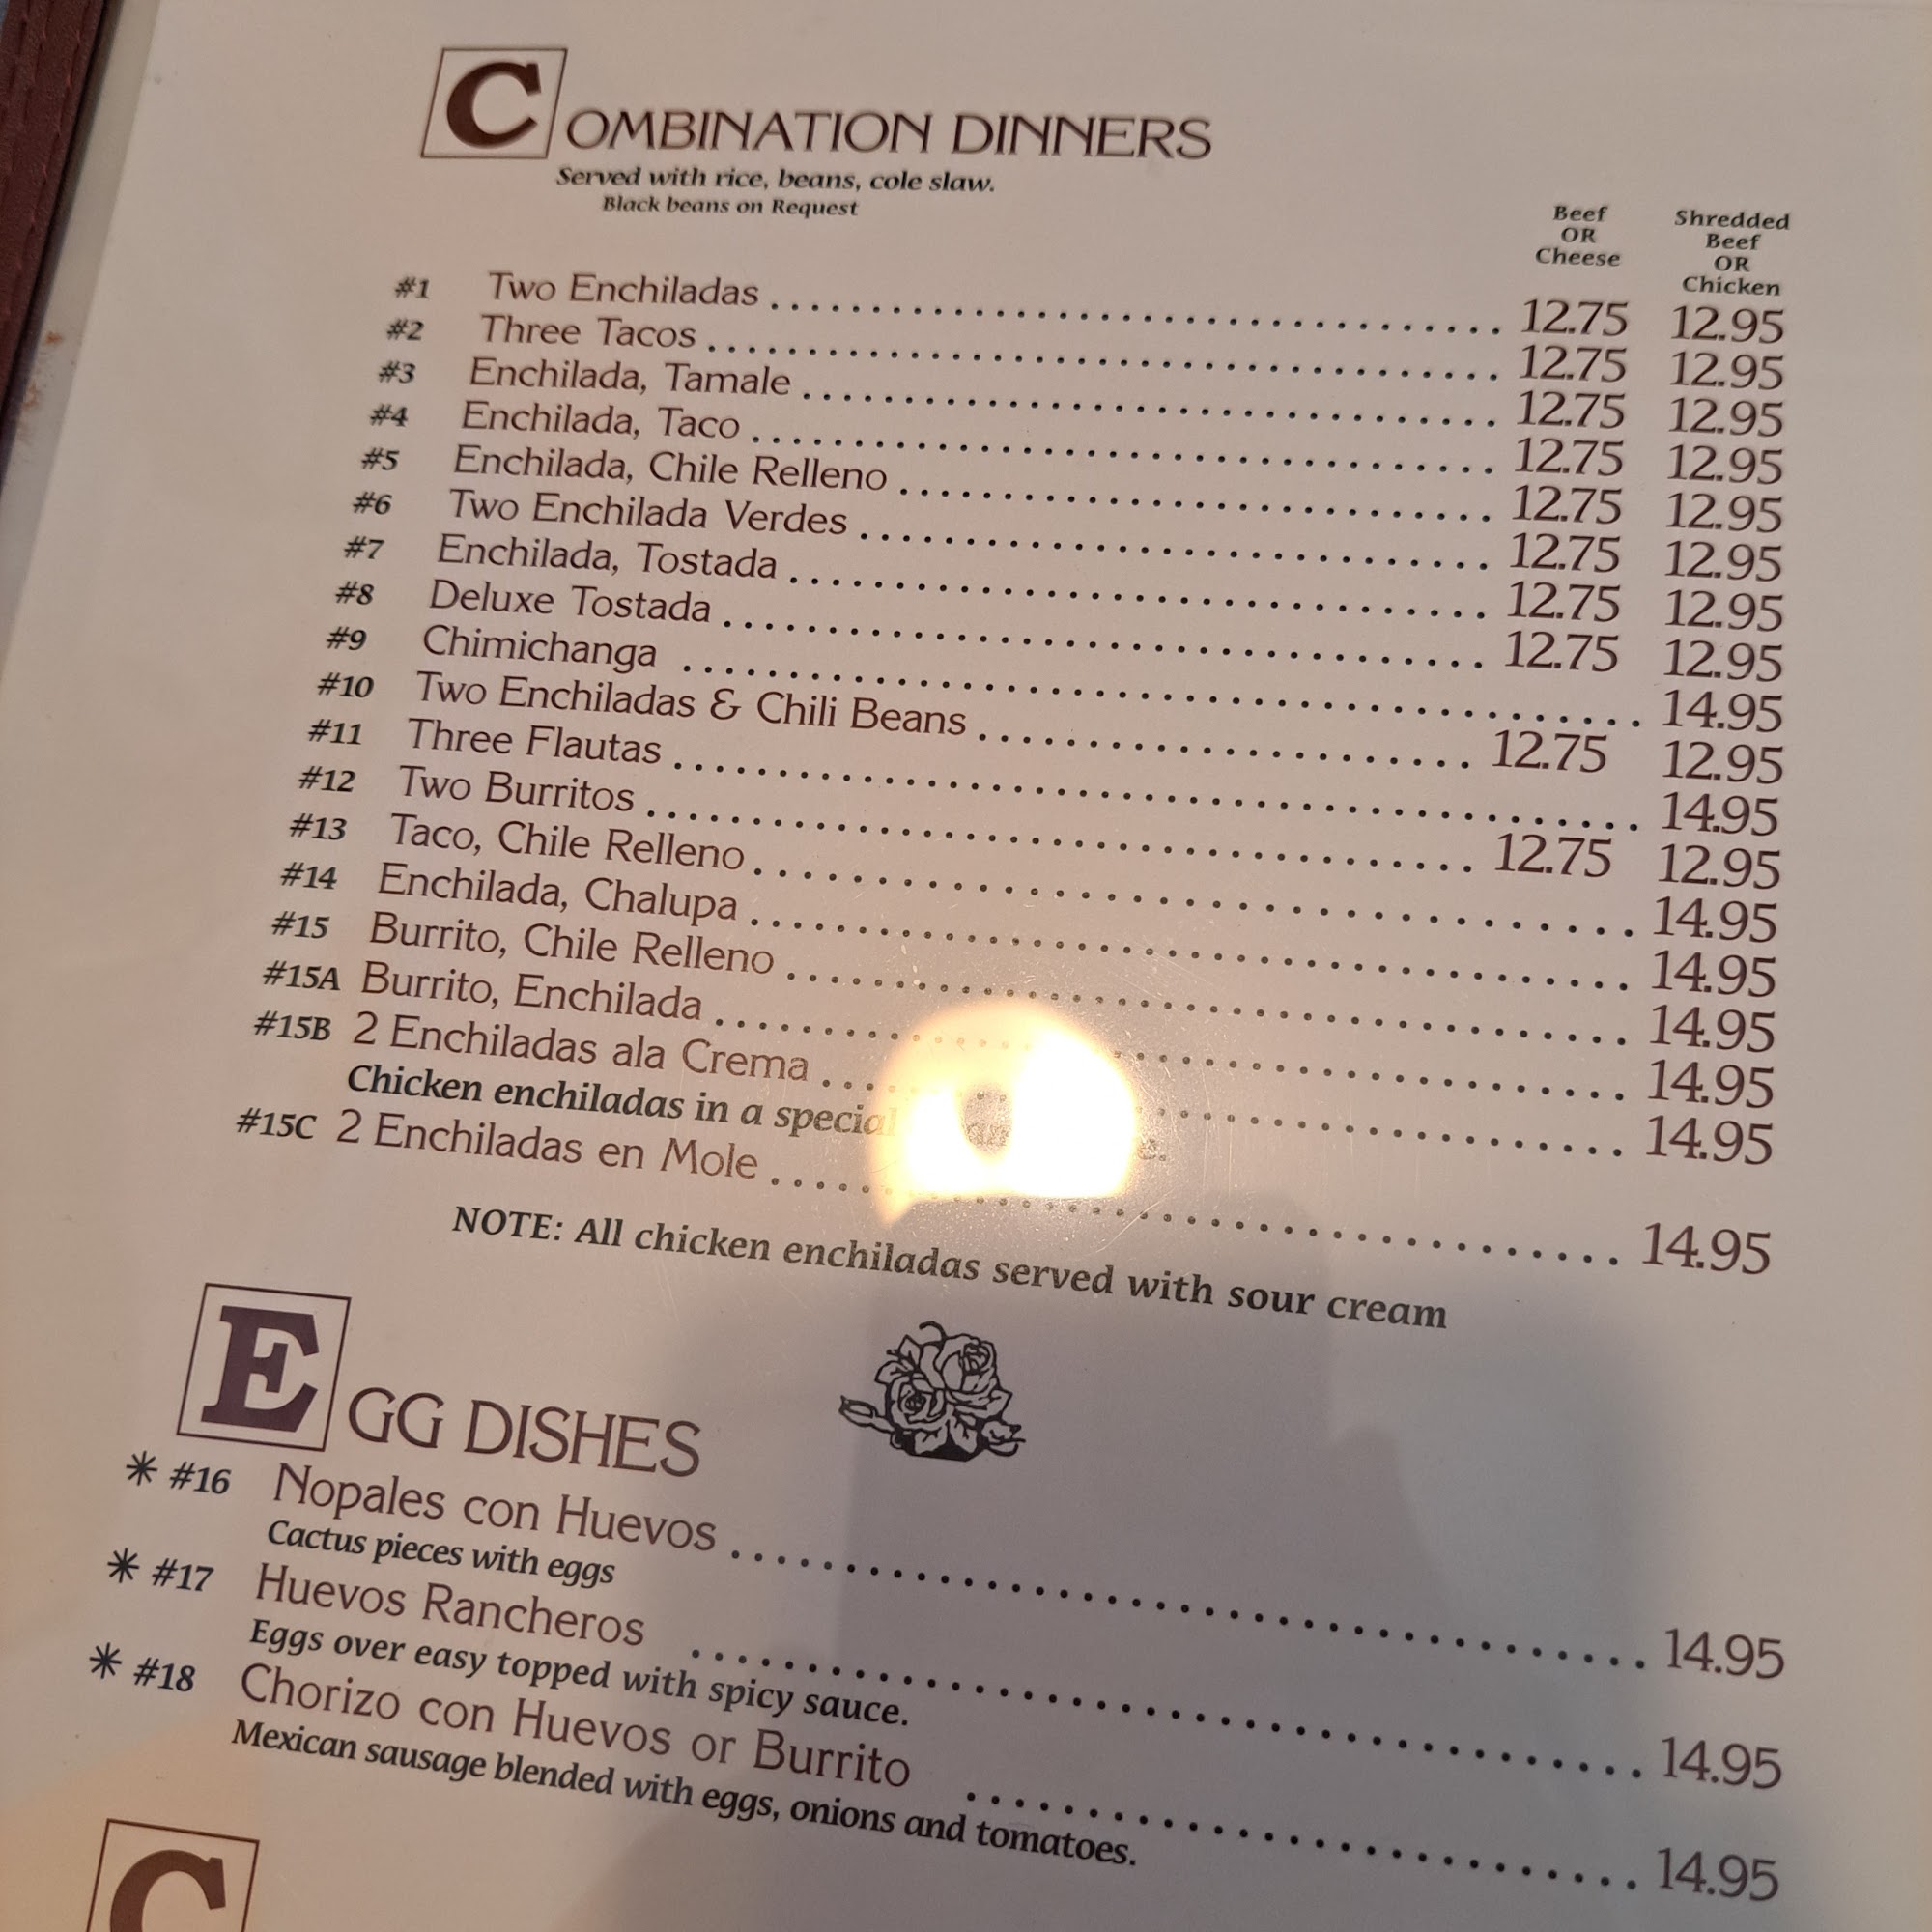 COMBINATION DINNERS
Served with rice, beans, cole slaw.
Black beans on Request
Beef OR Cheese
Shredded Beef OR Chicken
#1 Two Enchiladas 12.75 12.95
#2 Three Tacos 12.75 12.95
#3 Enchilada, Tamale 12.75 12.95
#4 Enchilada, Taco 12.75 12.95
#5 Enchilada, Chile Relleno 12.75 12.95
#6 Two Enchilada Verdes 12.75 12.95
#7 Enchilada, Tostada 12.75 12.95
#8 Deluxe Tostada 12.75 12.95
#9 Chimichanga 14.95
#10 Two Enchiladas & Chili Beans 12.75 12.95
#11 Three Flautas 14.95
#12 Two Burritos 12.75 12.95
#13 Taco, Chile Relleno 14.95
#14 Enchilada, Chalupa 14.95
#15 Burrito, Chile Relleno 14.95
#15A Burrito, Enchilada 14.95
#15B 2 Enchiladas ala Crema 14.95
Chicken enchiladas in a special
#15C 2 Enchiladas en Mole 14.95
NOTE: All chicken enchiladas served with sour cream
EGG DISHES
* #16 Nopales con Huevos 14.95
Cactus pieces with eggs
* #17 Huevos Rancheros 14.95
Eggs over easy topped with spicy sauce.
* #18 Chorizo con Huevos or Burrito 14.95
Mexican sausage blended with eggs, onions and tomatoes.
C